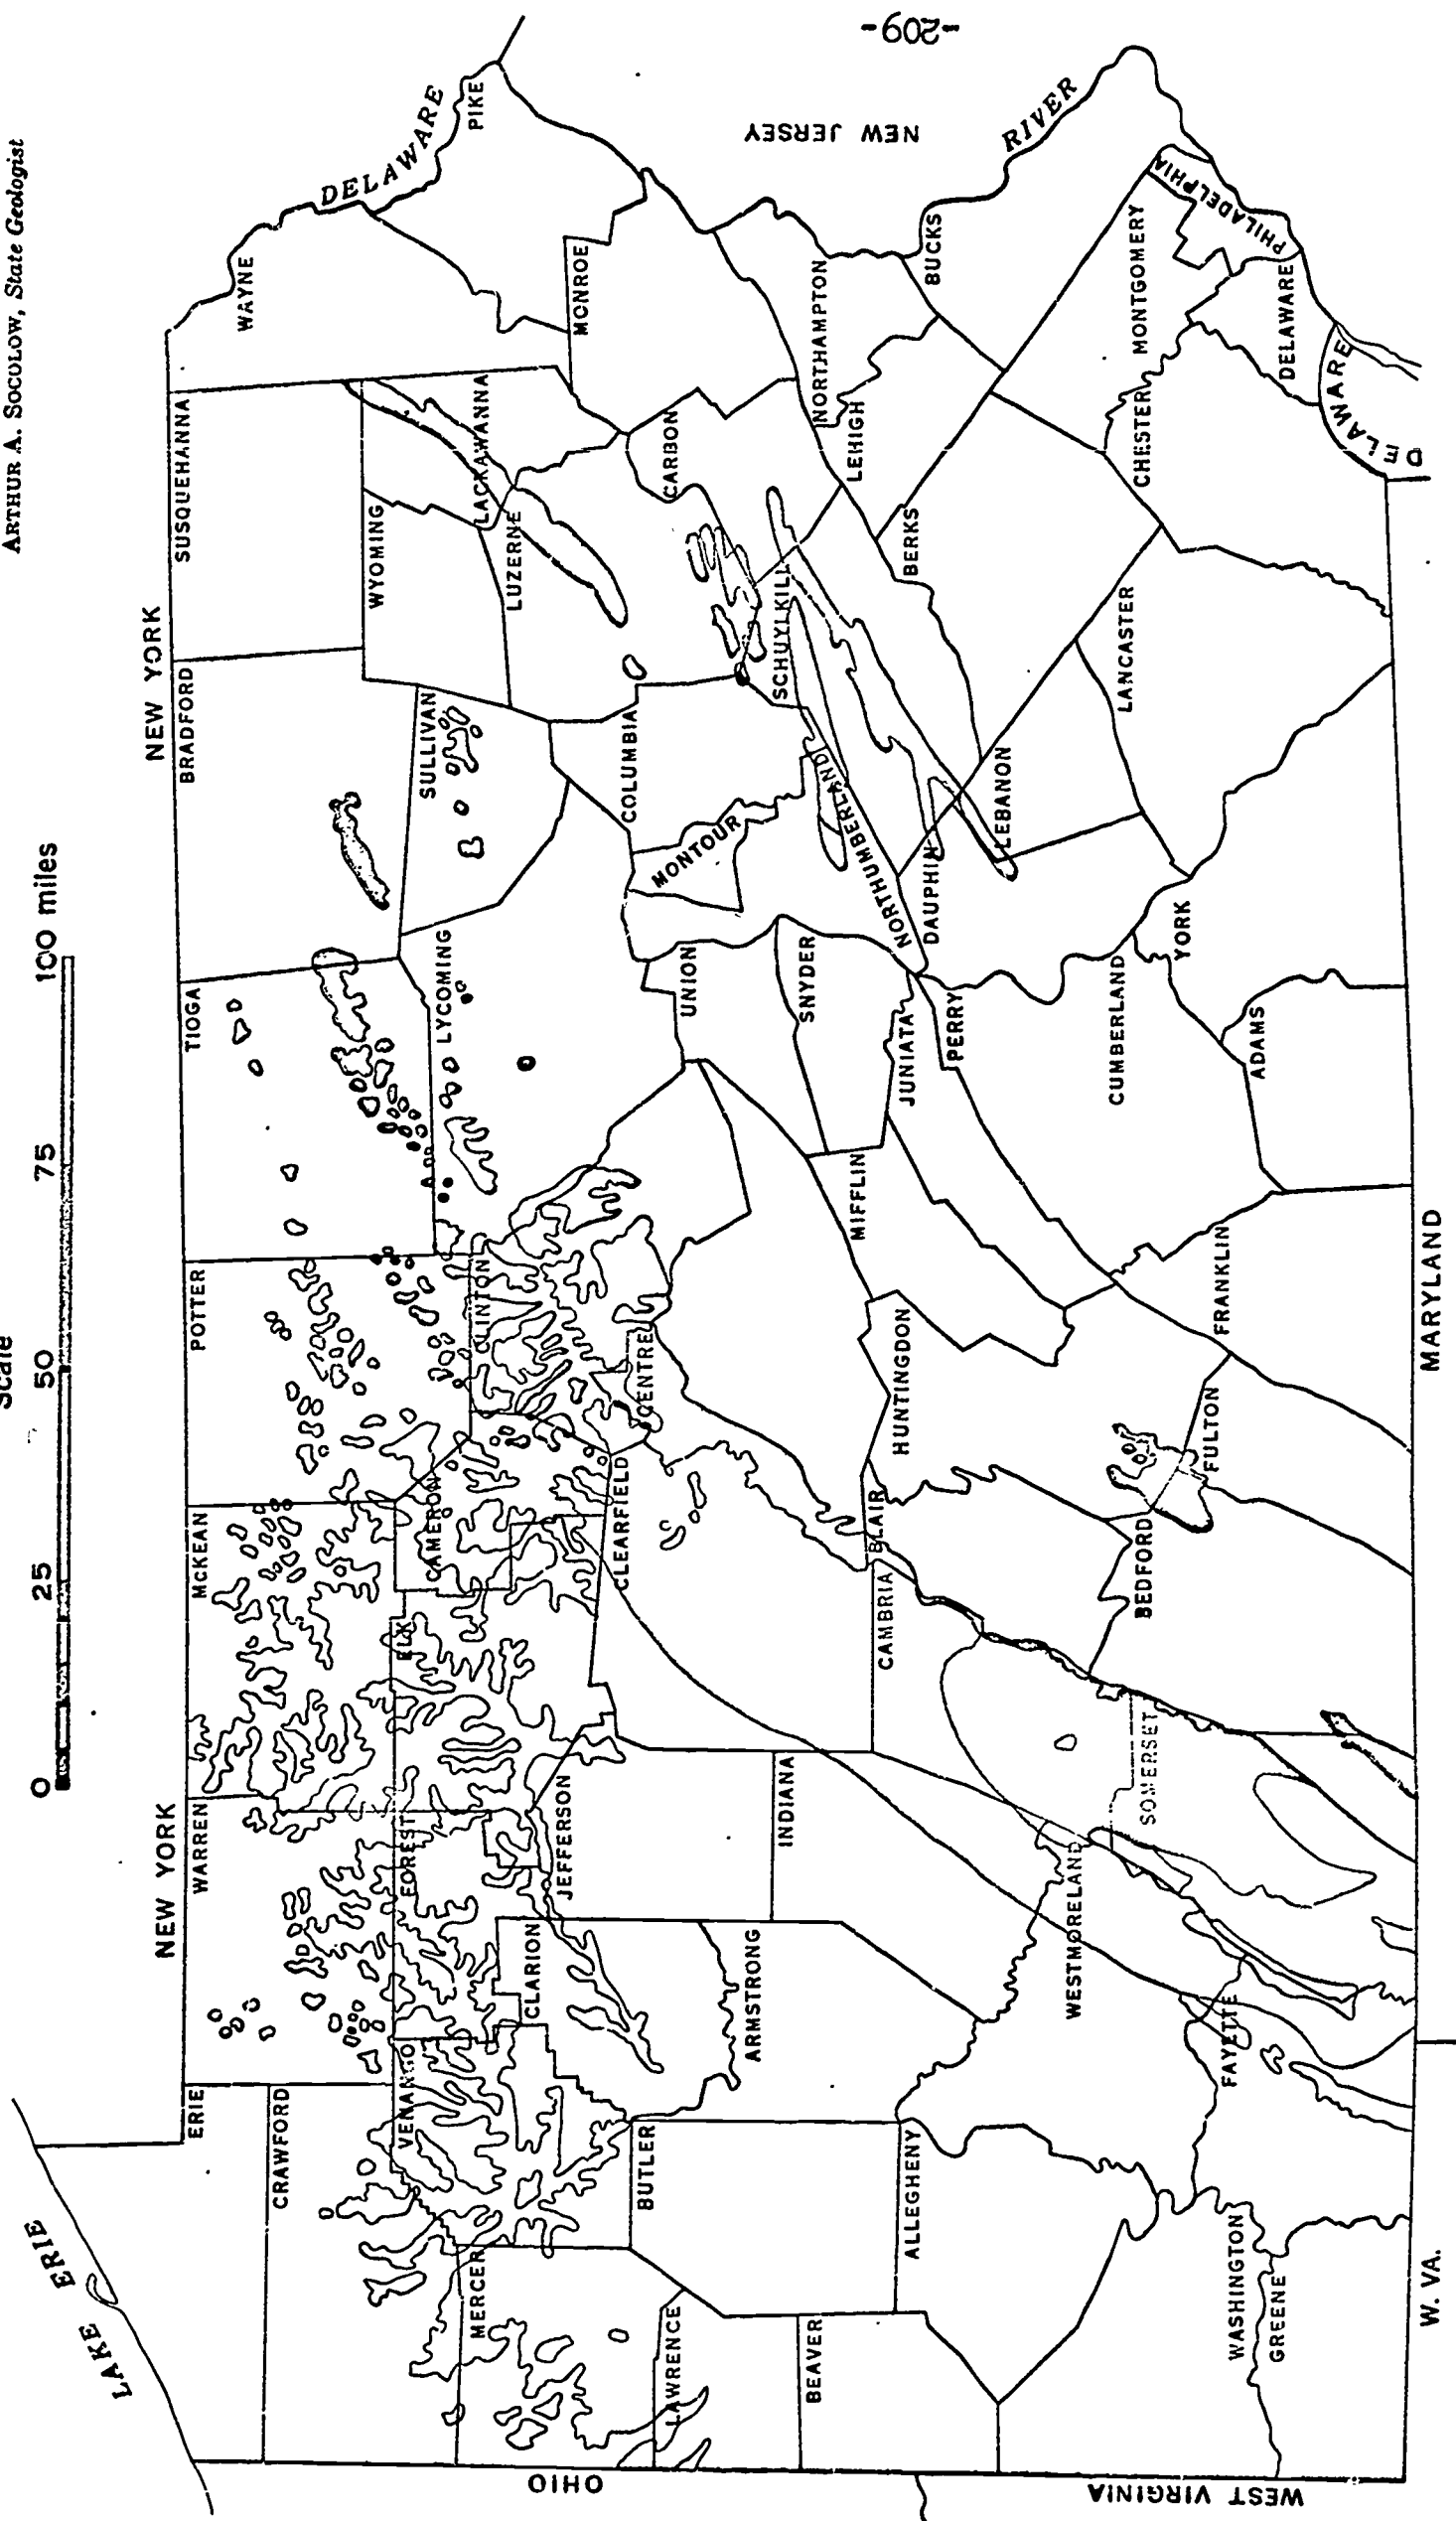 ARTHUR A. SOCOLOW, State Geologist
Scale
0 25 50 75 100 miles
-209-
LAKE ERIE
NEW YORK
NEW YORK
ERIE
CRAWFORD
WARREN
MCKEAN
POTTER
TIOGA
BRADFORD
SUSQUEHANNA
WAYNE
DELAWARE
PIKE
WYOMING
LACKAWANNA
SULLIVAN
LUZERNE
MONROE
MERCER
VENANGO
FOREST
ELK
CAMERON
CLINTON
LYCOMING
COLUMBIA
MONTOUR
CARBON
CLARION
JEFFERSON
CLEARFIELD
CENTRE
UNION
NORTHUMBERLAND
SCHUYLKILL
NORTHAMPTON
LEHIGH
NEW JERSEY
OHIO
LAWRENCE
BUTLER
ARMSTRONG
INDIANA
SNYDER
MIFFLIN
JUNIATA
DAUPHIN
LEBANON
BERKS
BUCKS
RIVER
BEAVER
ALLEGHENY
WESTMORELAND
CAMBRIA
BLAIR
HUNTINGDON
PERRY
CUMBERLAND
LANCASTER
CHESTER
MONTGOMERY
PHILADELPHIA
DELAWARE
DELAWARE
WASHINGTON
GREENE
FAYETTE
SOMERSET
BEDFORD
FULTON
FRANKLIN
ADAMS
YORK
WEST VIRGINIA
W. VA.
MARYLAND